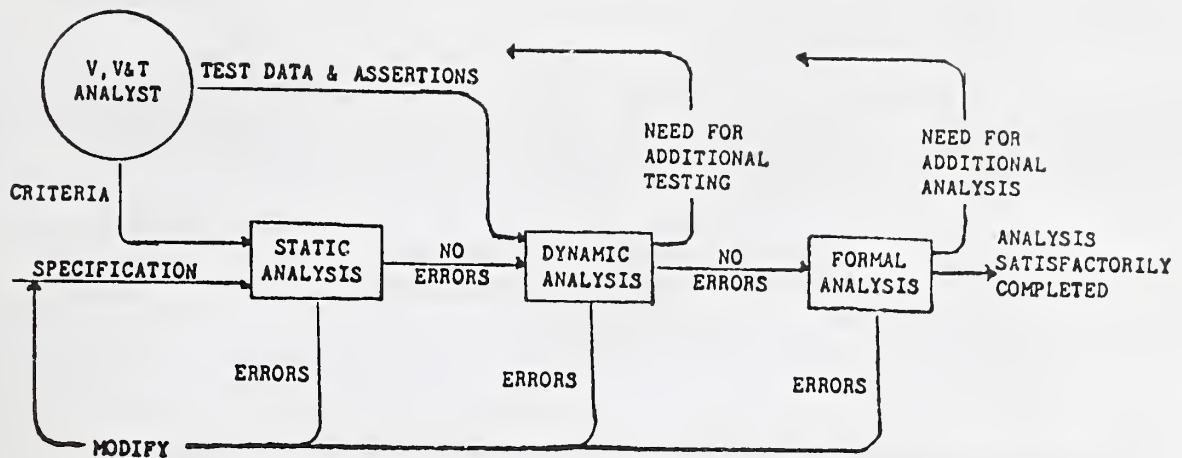 V, V&T
ANALYST
TEST DATA & ASSERTIONS
NEED FOR
ADDITIONAL
TESTING
NEED FOR
ADDITIONAL
ANALYSIS
CRITERIA
STATIC
ANALYSIS
NO
ERRORS
DYNAMIC
ANALYSIS
NO
ERRORS
FORMAL
ANALYSIS
ANALYSIS
SATISFACTORILY
COMPLETED
SPECIFICATION
ERRORS
ERRORS
ERRORS
MODIFY